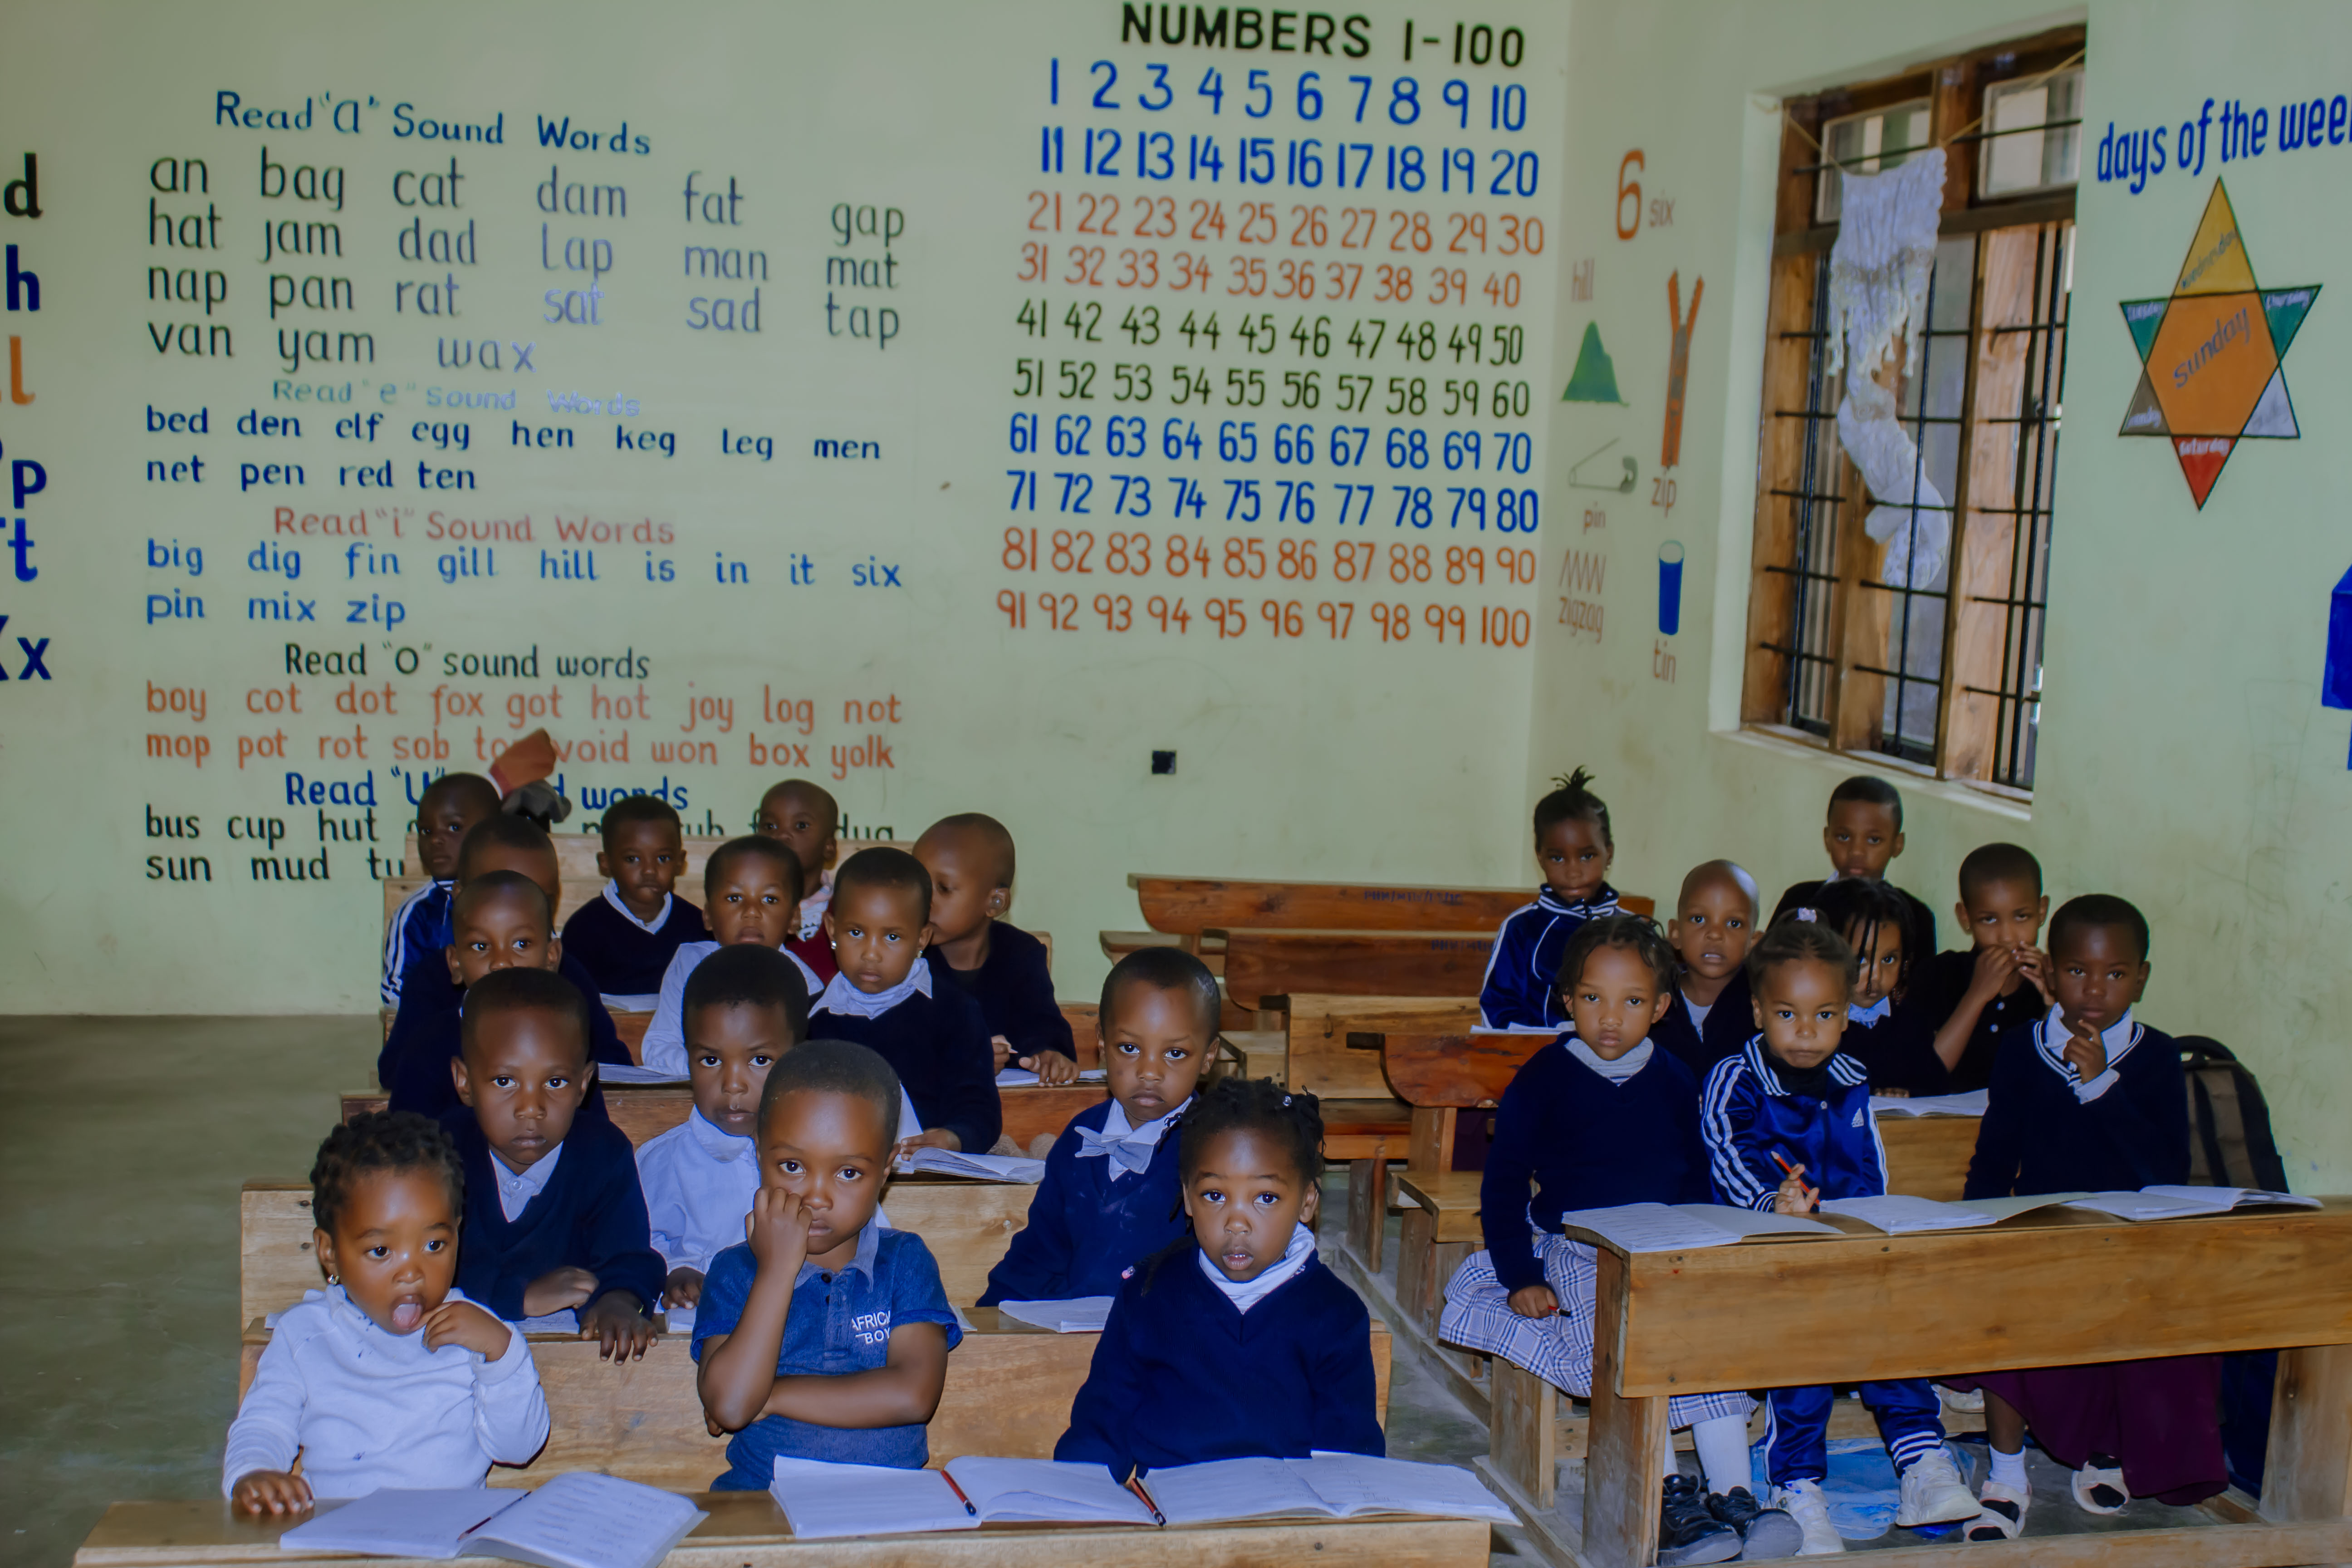 d
h
l
p
t
x
Read "a" Sound Words
an bag cat dam fat gap
hat jam dad lap man mat
nap pan rat sat sad tap
van yam wax
Read "e" Sound Words
bed den elf egg hen keg leg men
net pen red ten
Read "i" Sound Words
big dig fin gill hill is in it six
pin mix zip
Read "O" sound words
boy cot dot fox got hot joy log not
mop pot rot sob void won box yolk
Read "U" words
bus cup hut dug
sun mud
NUMBERS 1-100
1 2 3 4 5 6 7 8 9 10
11 12 13 14 15 16 17 18 19 20
21 22 23 24 25 26 27 28 29 30
31 32 33 34 35 36 37 38 39 40
41 42 43 44 45 46 47 48 49 50
51 52 53 54 55 56 57 58 59 60
61 62 63 64 65 66 67 68 69 70
71 72 73 74 75 76 77 78 79 80
81 82 83 84 85 86 87 88 89 90
91 92 93 94 95 96 97 98 99 100
6 six
hill
zip
pin
zigzag
tin
days of the wee
wednesday
tuesday
thursday
sunday
saturday
AFRICA
BOY